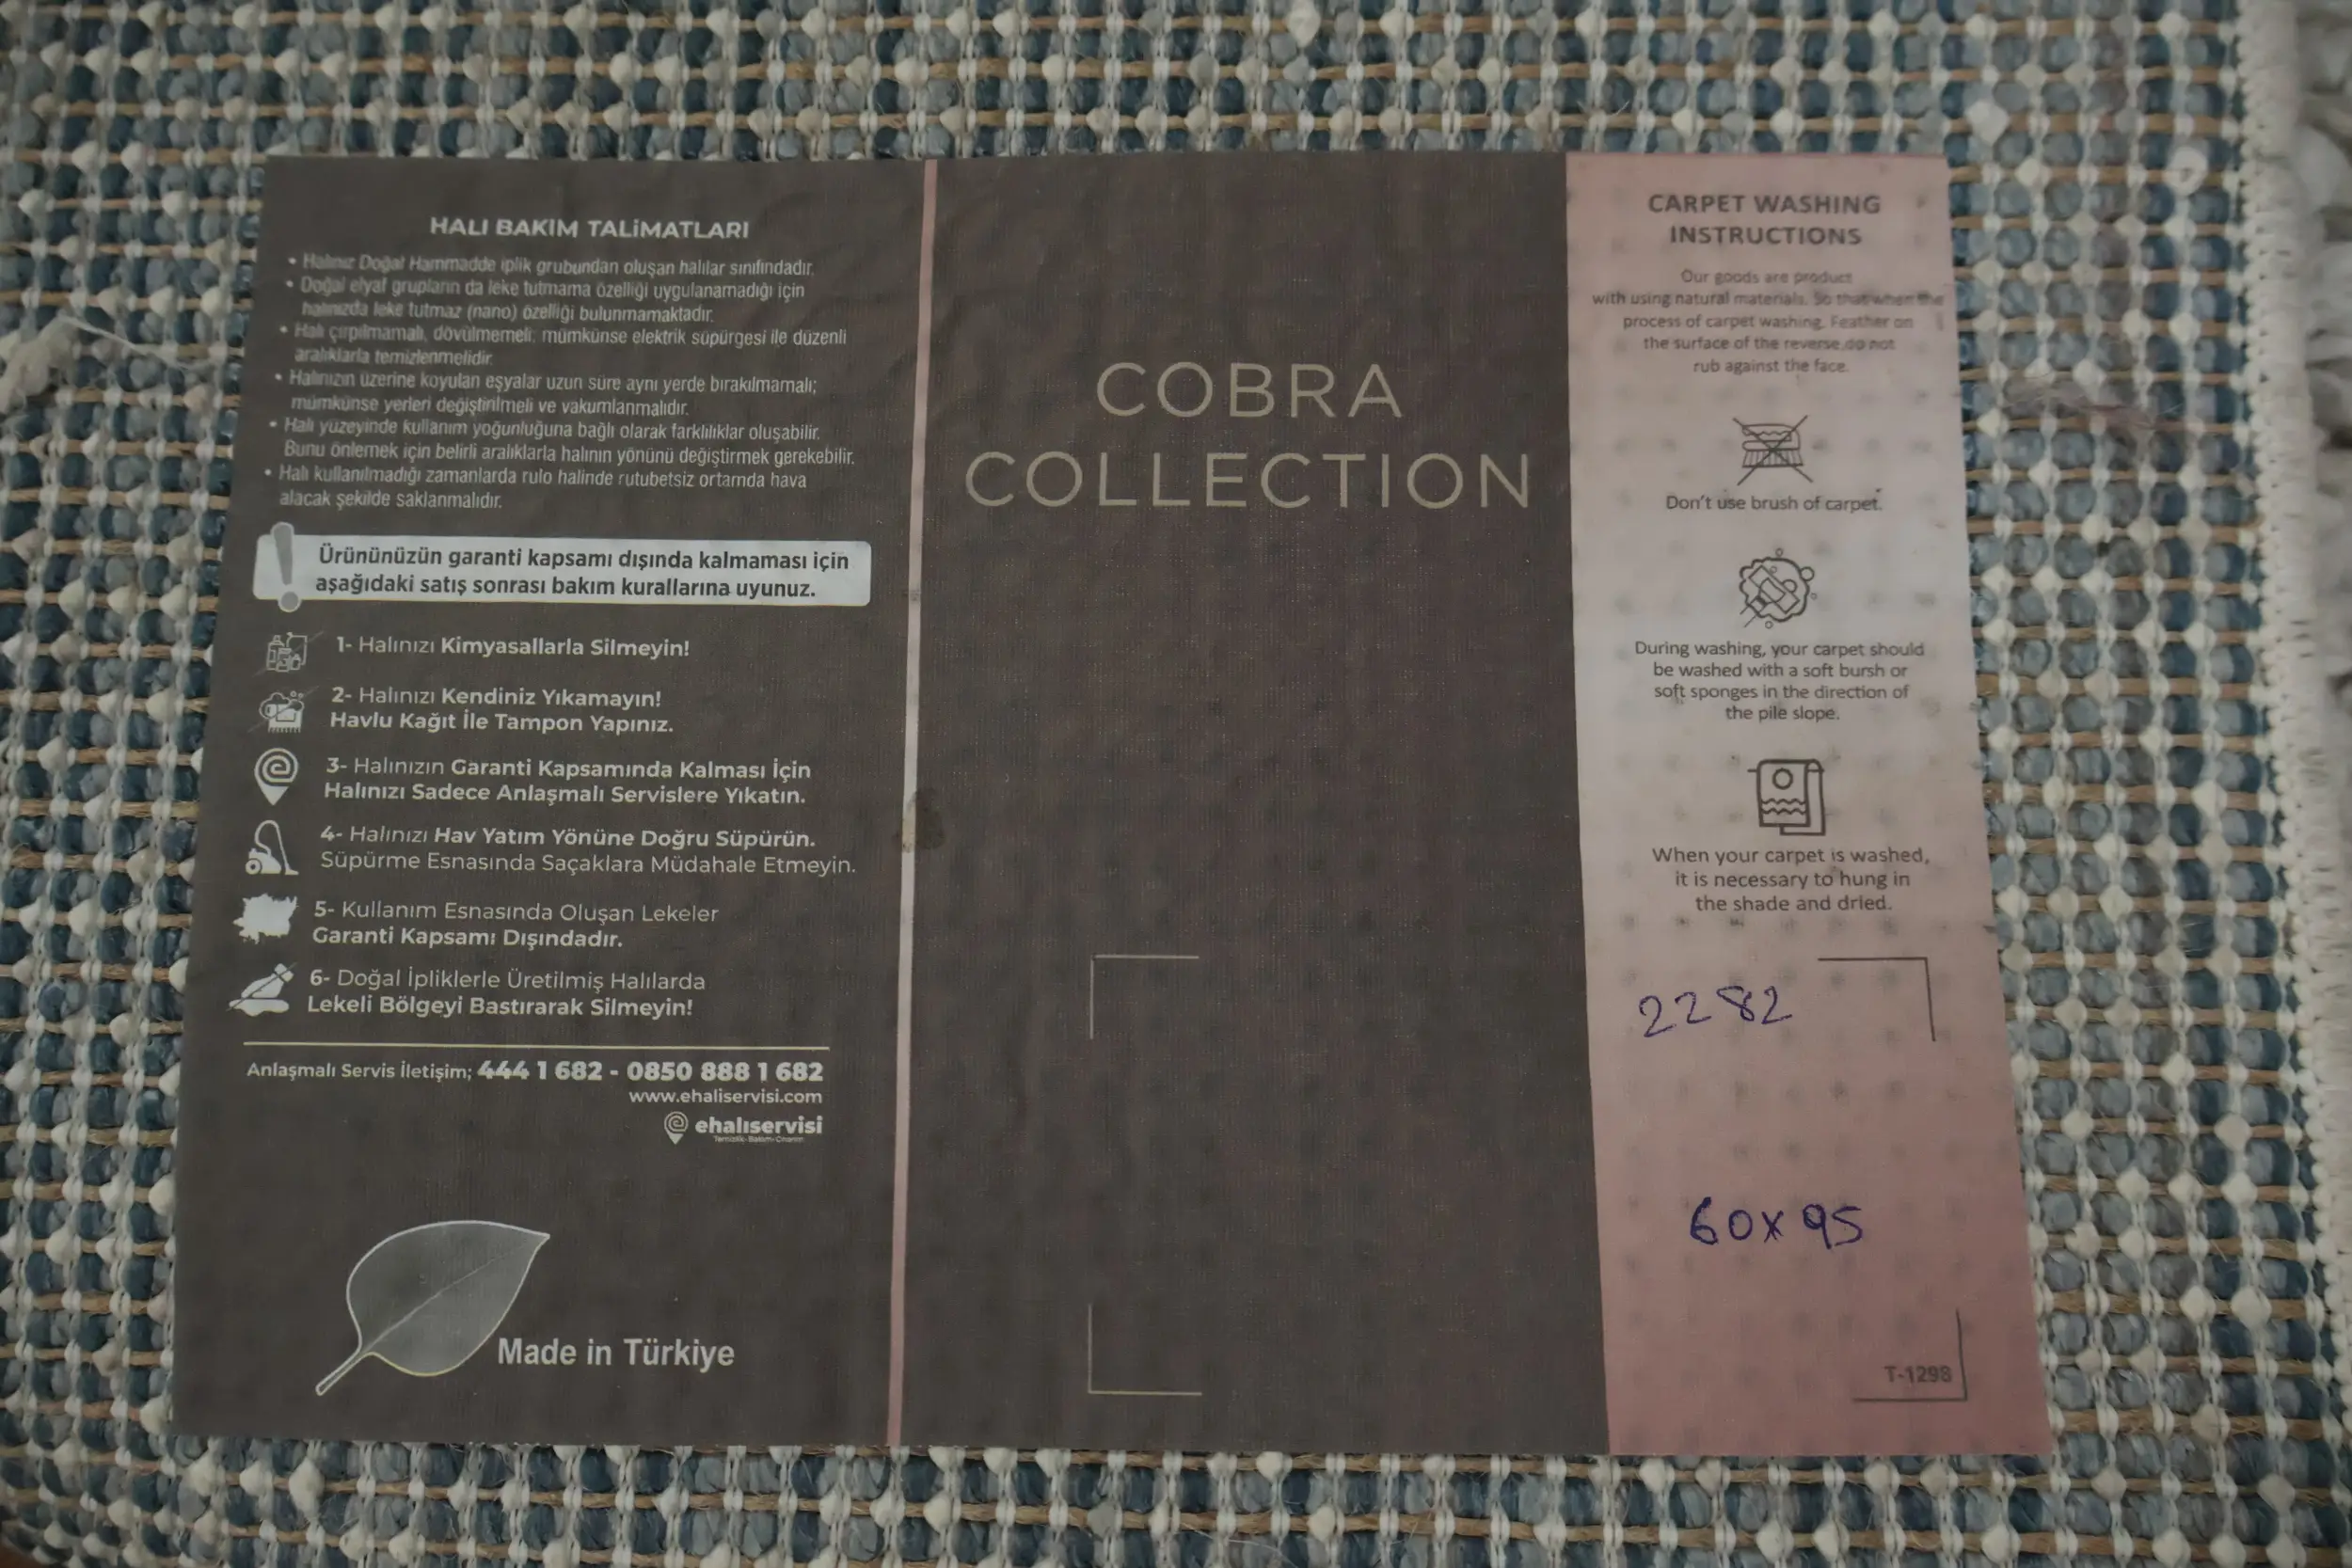 HALI BAKIM TALİMATLARI
• Halınız Doğal Hammadde iplik grubundan oluşan halılar sınıfındadır.
• Doğal elyaf grupların da leke tutmama özelliği uygulanamadığı için
halınızda leke tutmaz (nano) özelliği bulunmamaktadır.
• Halı çırpılmamalı, dövülmemeli; mümkünse elektrik süpürgesi ile düzenli
aralıklarla temizlenmelidir.
• Halınızın üzerine koyulan eşyalar uzun süre aynı yerde bırakılmamalı;
mümkünse yerleri değiştirilmeli ve vakumlanmalıdır.
• Halı yüzeyinde kullanım yoğunluğuna bağlı olarak farklılıklar oluşabilir.
Bunu önlemek için belirli aralıklarla halının yönünü değiştirmek gerekebilir.
• Halı kullanılmadığı zamanlarda rulo halinde rutubetsiz ortamda hava
alacak şekilde saklanmalıdır.
Ürününüzün garanti kapsamı dışında kalmaması için
aşağıdaki satış sonrası bakım kurallarına uyunuz.
1- Halınızı Kimyasallarla Silmeyin!
2- Halınızı Kendiniz Yıkamayın!
Havlu Kağıt İle Tampon Yapınız.
3- Halınızın Garanti Kapsamında Kalması İçin
Halınızı Sadece Anlaşmalı Servislere Yıkatın.
4- Halınızı Hav Yatım Yönüne Doğru Süpürün.
Süpürme Esnasında Saçaklara Müdahale Etmeyin.
5- Kullanım Esnasında Oluşan Lekeler
Garanti Kapsamı Dışındadır.
6- Doğal İpliklerle Üretilmiş Halılarda
Lekeli Bölgeyi Bastırarak Silmeyin!
Anlaşmalı Servis İletişim; 444 1 682 - 0850 888 1 682
www.ehaliservisi.com
ehalıservisi
Temizlik-Bakım-Onarım
Made in Türkiye
COBRA
COLLECTION
CARPET WASHING
INSTRUCTIONS
Our goods are product
with using natural materials. So that when the
process of carpet washing. Feather on
the surface of the reverse,do not
rub against the face.
Don't use brush of carpet.
During washing, your carpet should
be washed with a soft bursh or
soft sponges in the direction of
the pile slope.
When your carpet is washed,
it is necessary to hung in
the shade and dried.
2282
60x95
T-1298